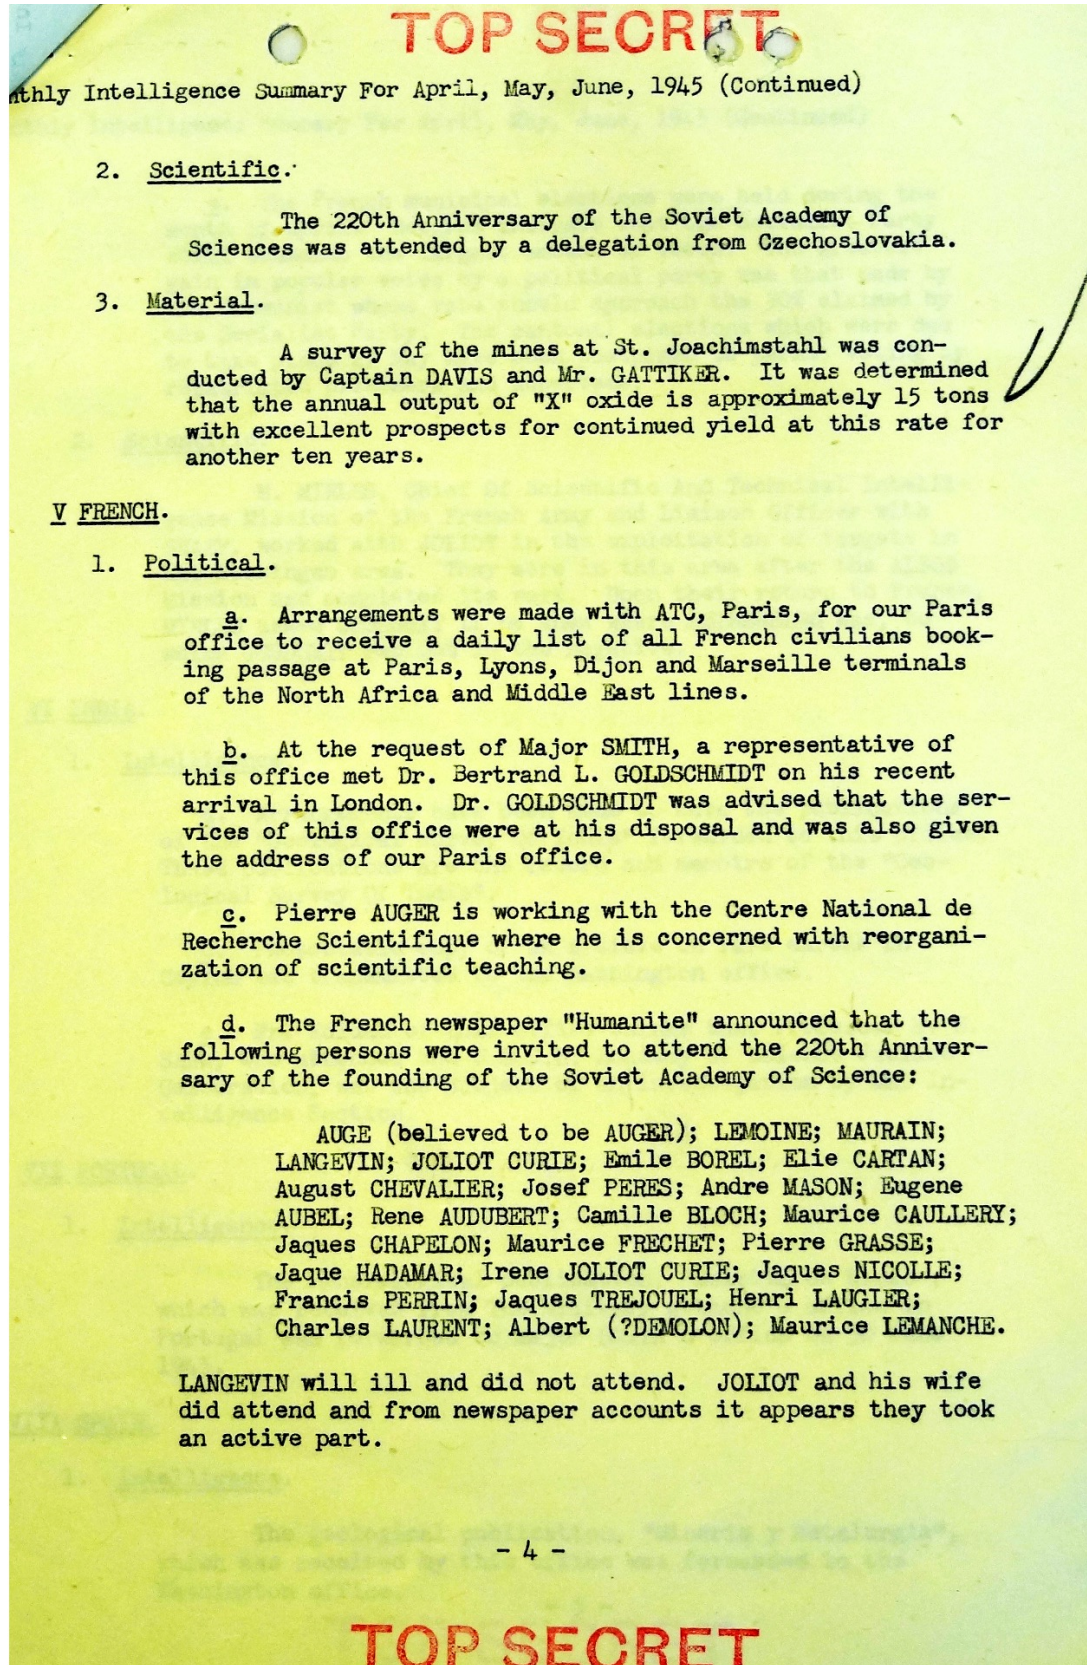 TOP SECRET
nthly Intelligence Summary For April, May, June, 1945 (Continued)
2. Scientific.
The 220th Anniversary of the Soviet Academy of
Sciences was attended by a delegation from Czechoslovakia.
3. Material.
A survey of the mines at St. Joachimstahl was con-
ducted by Captain DAVIS and Mr. GATTIKER. It was determined
that the annual output of "X" oxide is approximately 15 tons
with excellent prospects for continued yield at this rate for
another ten years.
V FRENCH.
1. Political.
a. Arrangements were made with ATC, Paris, for our Paris
office to receive a daily list of all French civilians book-
ing passage at Paris, Lyons, Dijon and Marseille terminals
of the North Africa and Middle East lines.
b. At the request of Major SMITH, a representative of
this office met Dr. Bertrand L. GOLDSCHMIDT on his recent
arrival in London. Dr. GOLDSCHMIDT was advised that the ser-
vices of this office were at his disposal and was also given
the address of our Paris office.
c. Pierre AUGER is working with the Centre National de
Recherche Scientifique where he is concerned with reorgani-
zation of scientific teaching.
d. The French newspaper "Humanite" announced that the
following persons were invited to attend the 220th Anniver-
sary of the founding of the Soviet Academy of Science:
AUGE (believed to be AUGER); LEMOINE; MAURAIN;
LANGEVIN; JOLIOT CURIE; Emile BOREL; Elie CARTAN;
August CHEVALIER; Josef PERES; Andre MASON; Eugene
AUBEL; Rene AUDUBERT; Camille BLOCH; Maurice CAULLERY;
Jaques CHAPELON; Maurice FRECHET; Pierre GRASSE;
Jaque HADAMAR; Irene JOLIOT CURIE; Jaques NICOLLE;
Francis PERRIN; Jaques TREJOUEL; Henri LAUGIER;
Charles LAURENT; Albert (?DEMOLON); Maurice LEMANCHE.
LANGEVIN will ill and did not attend. JOLIOT and his wife
did attend and from newspaper accounts it appears they took
an active part.
- 4 -
TOP SECRET